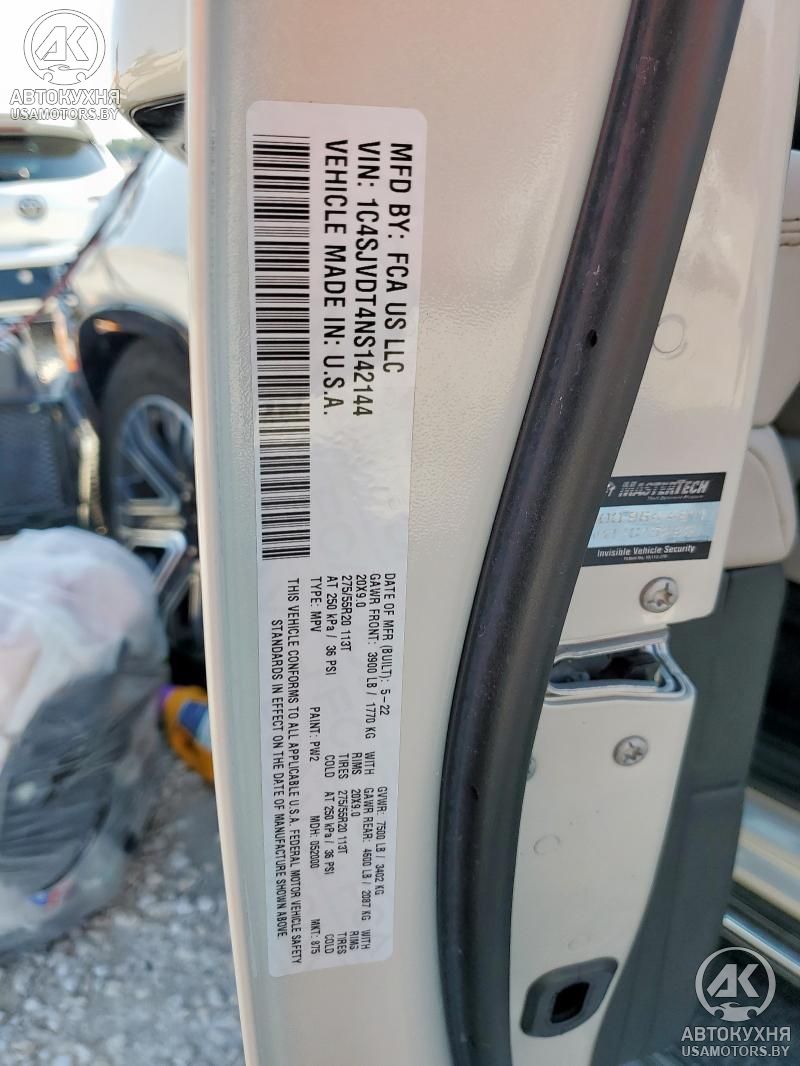 AK
АВТОКУХНЯ
USAMOTORS.BY
MFD BY: FCA US LLC
VIN: 1C4SJVDT4NS142144
VEHICLE MADE IN: U.S.A.
DATE OF MFR (BUILT): 5-22 GVWR: 7500 LB / 3402 KG
GAWR FRONT: 3900 LB / 1770 KG WITH GAWR REAR: 4600 LB / 2087 KG WITH
20X9.0 RIMS 20X9.0 RIMS
275/55R20 113T TIRES 275/55R20 113T TIRES
AT 250 kPa / 36 PSI COLD AT 250 kPa / 36 PSI COLD
TYPE: MPV PAINT: PW2 MDH: 052000 MKT: 875
THIS VEHICLE CONFORMS TO ALL APPLICABLE U.S.A. FEDERAL MOTOR VEHICLE SAFETY
STANDARDS IN EFFECT ON THE DATE OF MANUFACTURE SHOWN ABOVE.
MASTERTECH
Invisible Vehicle Security
AK
АВТОКУХНЯ
USAMOTORS.BY